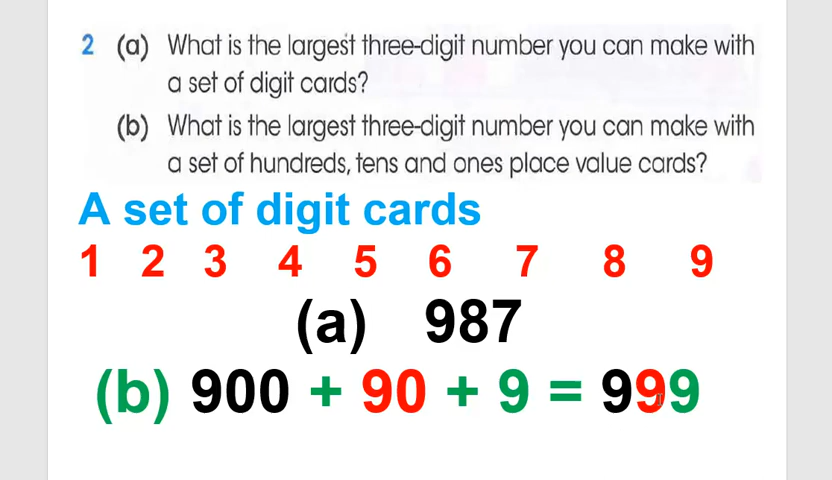 2 (a) What is the largest three-digit number you can make with
a set of digit cards?
(b) What is the largest three-digit number you can make with
a set of hundreds, tens and ones place value cards?
A set of digit cards
1 2 3 4 5 6 7 8 9
(a) 987
(b) 900 + 90 + 9 = 999